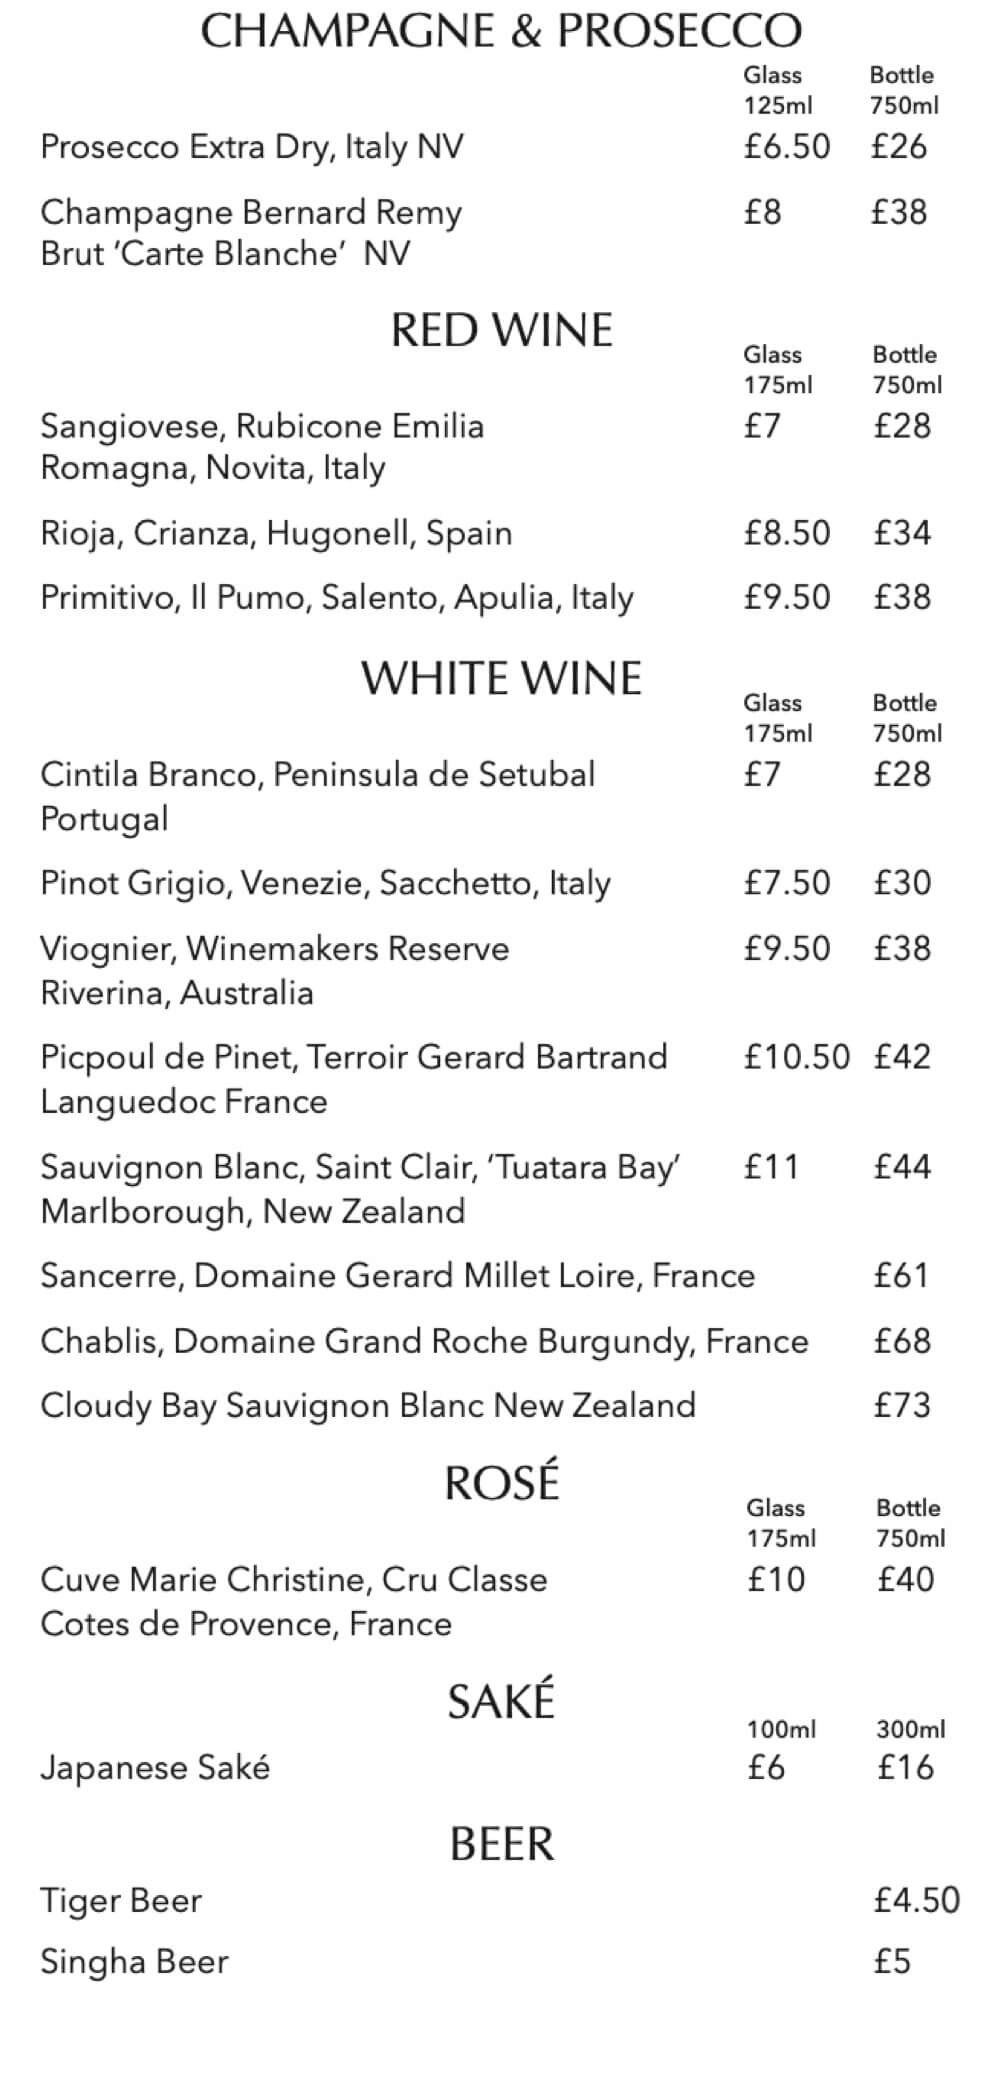 CHAMPAGNE & PROSECCO
Glass Bottle
125ml 750ml
Prosecco Extra Dry, Italy NV £6.50 £26
Champagne Bernard Remy £8 £38
Brut ‘Carte Blanche’ NV
RED WINE
Glass Bottle
175ml 750ml
Sangiovese, Rubicone Emilia £7 £28
Romagna, Novita, Italy
Rioja, Crianza, Hugonell, Spain £8.50 £34
Primitivo, Il Pumo, Salento, Apulia, Italy £9.50 £38
WHITE WINE
Glass Bottle
175ml 750ml
Cintila Branco, Peninsula de Setubal £7 £28
Portugal
Pinot Grigio, Venezie, Sacchetto, Italy £7.50 £30
Viognier, Winemakers Reserve £9.50 £38
Riverina, Australia
Picpoul de Pinet, Terroir Gerard Bartrand £10.50 £42
Languedoc France
Sauvignon Blanc, Saint Clair, ‘Tuatara Bay’ £11 £44
Marlborough, New Zealand
Sancerre, Domaine Gerard Millet Loire, France £61
Chablis, Domaine Grand Roche Burgundy, France £68
Cloudy Bay Sauvignon Blanc New Zealand £73
ROSÉ
Glass Bottle
175ml 750ml
Cuve Marie Christine, Cru Classe £10 £40
Cotes de Provence, France
SAKÉ
100ml 300ml
Japanese Saké £6 £16
BEER
Tiger Beer £4.50
Singha Beer £5